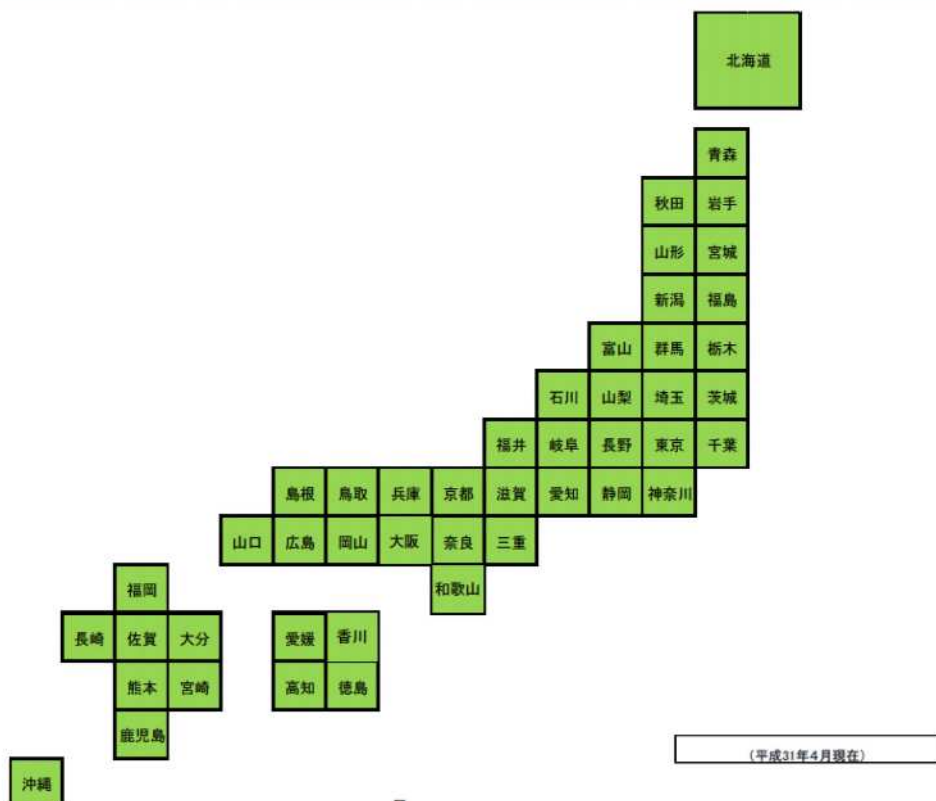 北海道
青森
秋田 岩手
山形 宮城
新潟 福島
富山 群馬 栃木
石川 山梨 埼玉 茨城
福井 岐阜 長野 東京 千葉
島根 鳥取 兵庫 京都 滋賀 愛知 静岡 神奈川
山口 広島 岡山 大阪 奈良 三重
福岡 和歌山
長崎 佐賀 大分 愛媛 香川
熊本 宮崎 高知 徳島
鹿児島
(平成31年4月現在)
沖縄